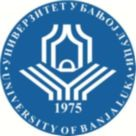 УНИВЕРЗИТЕТ У БАЊОЈ ЛУЦИ
UNIVERSITY OF BANJA LUKA
1975